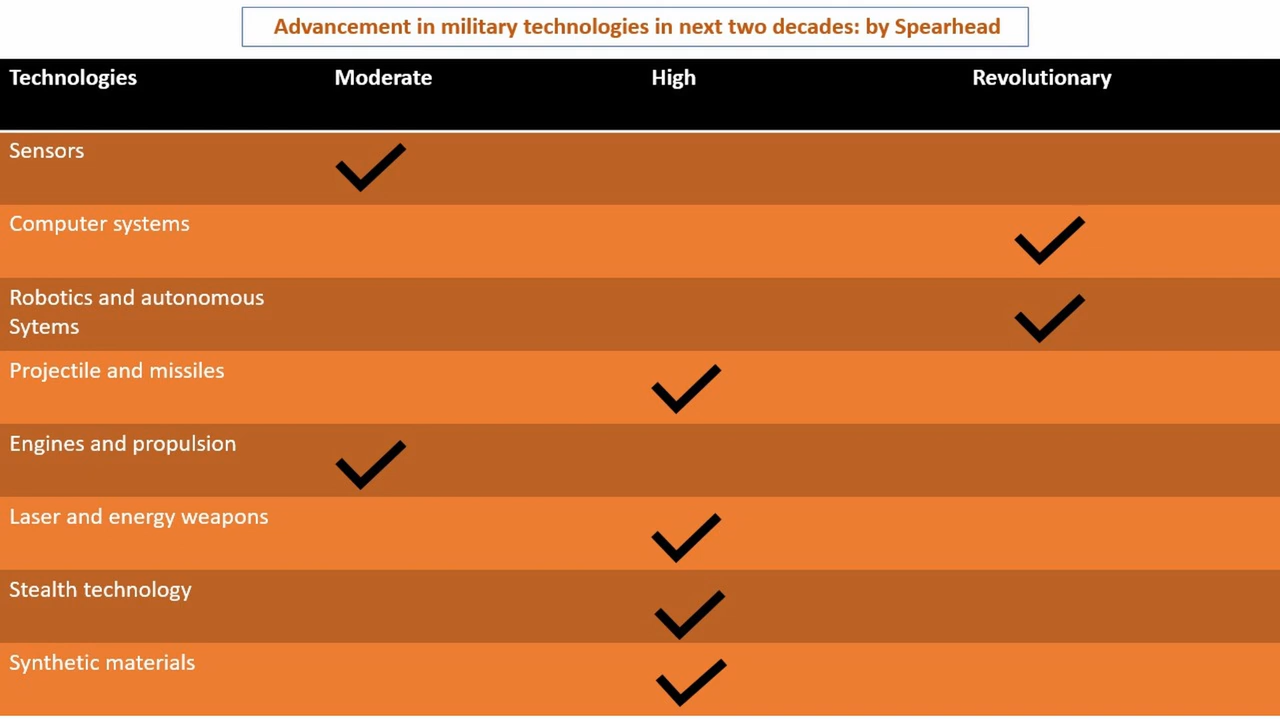 Advancement in military technologies in next two decades: by Spearhead
Technologies Moderate High Revolutionary
Sensors
Computer systems
Robotics and autonomous
Sytems
Projectile and missiles
Engines and propulsion
Laser and energy weapons
Stealth technology
Synthetic materials